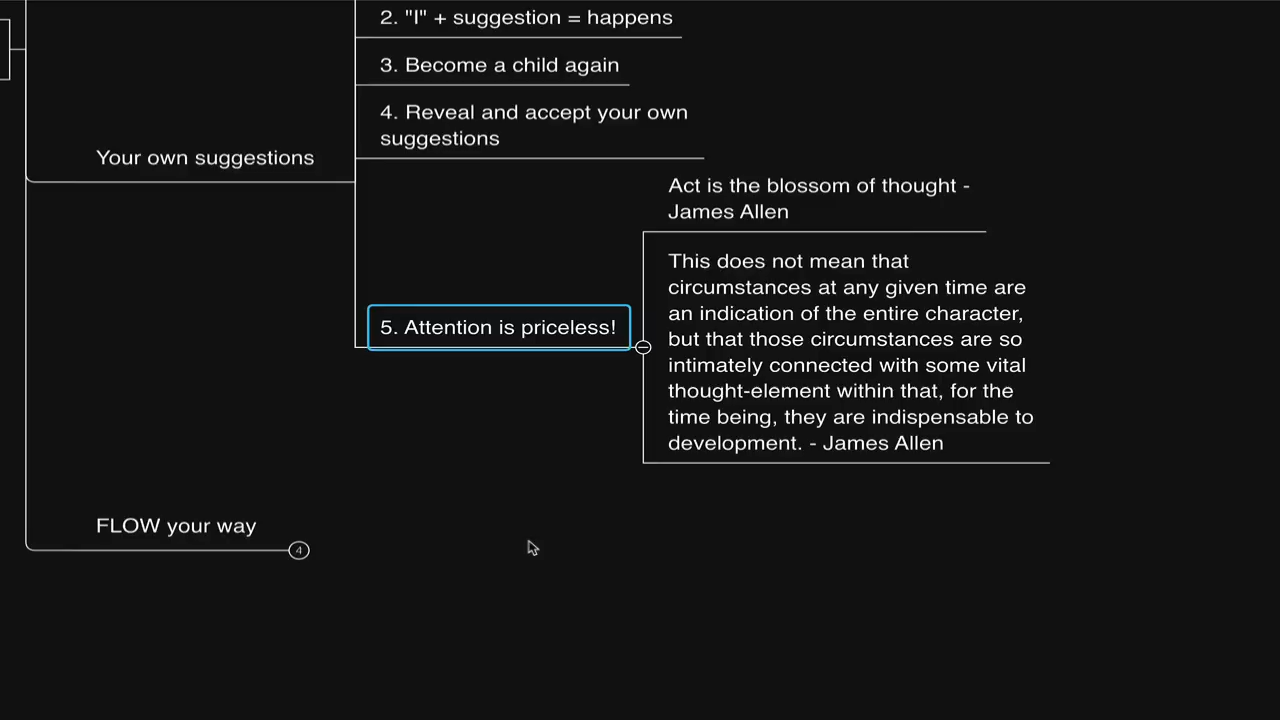 2. "I" + suggestion = happens
3. Become a child again
4. Reveal and accept your own
suggestions
Your own suggestions
Act is the blossom of thought -
James Allen
This does not mean that
circumstances at any given time are
an indication of the entire character,
but that those circumstances are so
intimately connected with some vital
thought-element within that, for the
time being, they are indispensable to
development. - James Allen
5. Attention is priceless!
FLOW your way
4